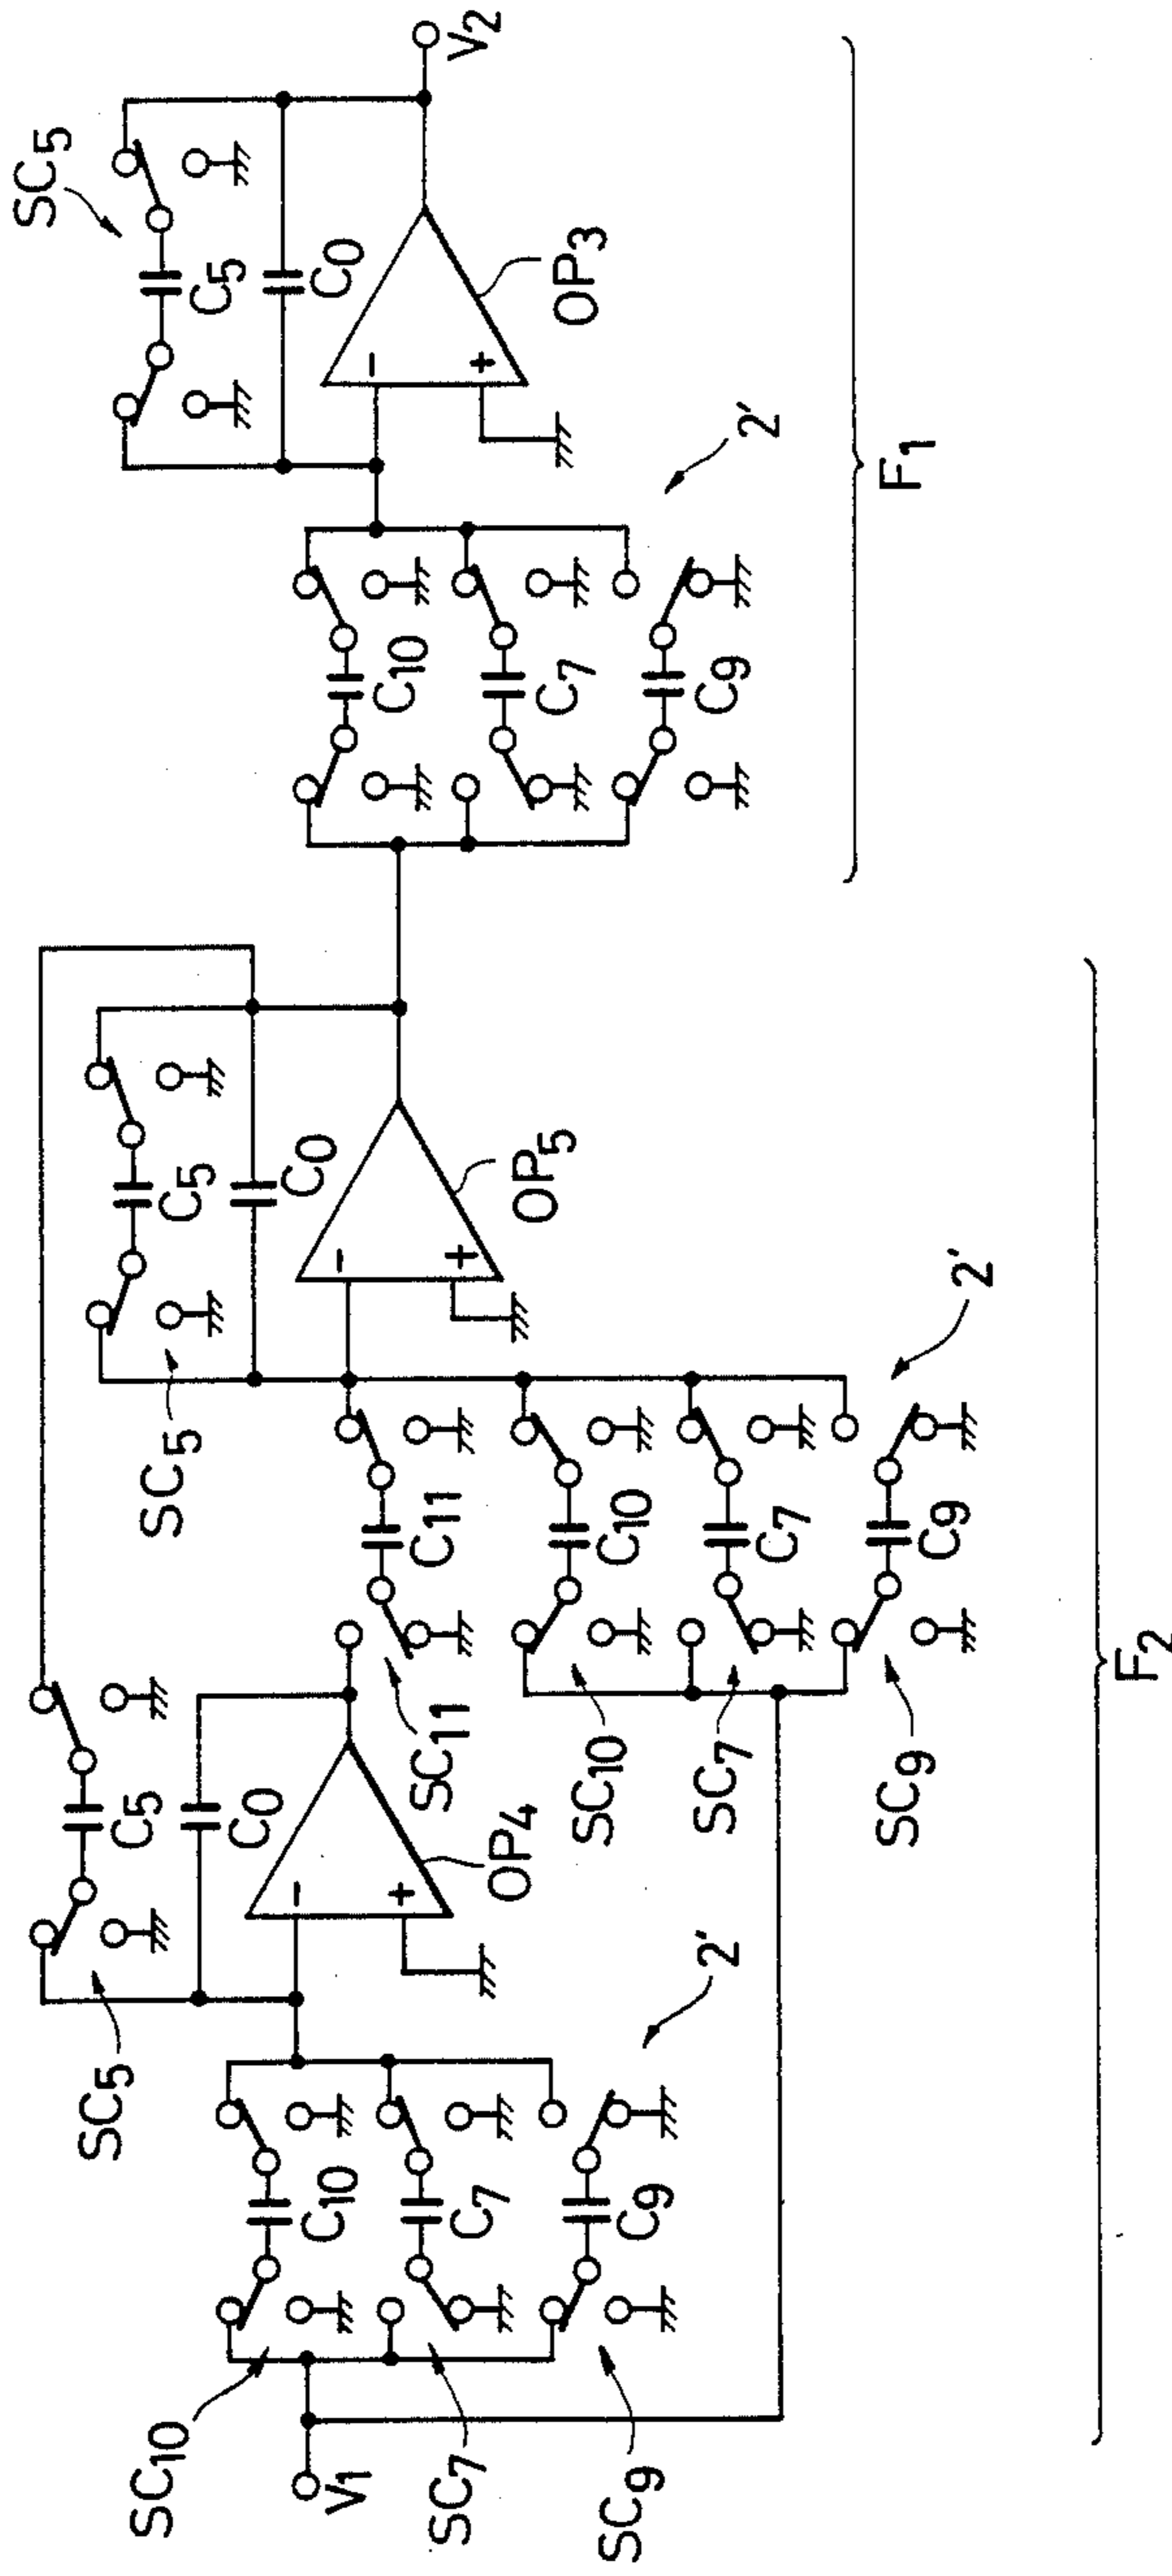 SC₅
C₅
C₀
OP₃
V₂
C₁₀
C₇
C₉
2'
F₁
C₅
C₀
SC₅
OP₅
C₁₁
C₁₀
C₇
C₉
2'
SC₁₁
SC₁₀
SC₇
SC₉
C₅
C₀
SC₅
OP₄
2'
C₁₀
C₇
C₉
SC₁₀
SC₇
SC₉
V₁
F₂
− +
− +
− +